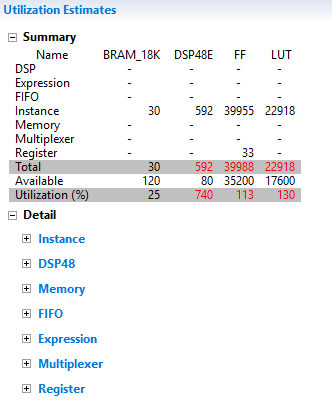 Utilization Estimates
Summary
Name BRAM_18K DSP48E FF LUT
DSP - - - -
Expression - - - -
FIFO - - - -
Instance 30 592 39955 22918
Memory - - - -
Multiplexer - - - -
Register - - 33 -
Total 30 592 39988 22918
Available 120 80 35200 17600
Utilization (%) 25 740 113 130
Detail
Instance
DSP48
Memory
FIFO
Expression
Multiplexer
Register